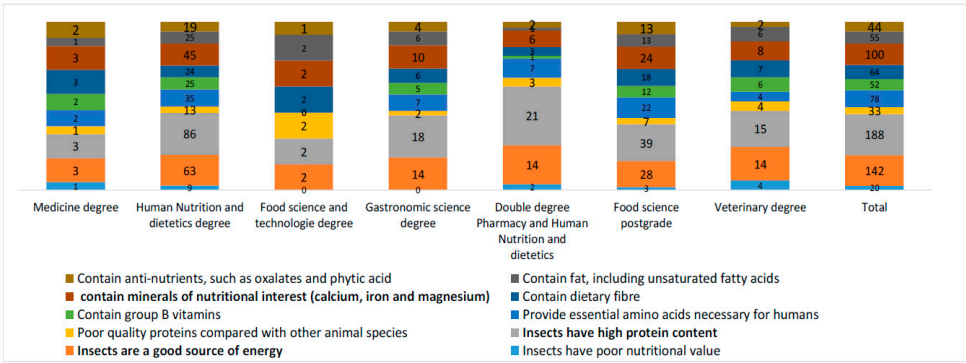 2 19 1 4 2 13 2 44
1 25 2 6 13 55
3 45 2 10 6 24 8 100
3 24 2 6 3 18 7 64
2 25 0 5 1 12 6 52
2 35 7 7 22 4 78
1 13 2 2 3 7 4 33
3 86 2 18 21 39 15 188
3 63 2 14 14 28 14 142
1 9 0 0 2 3 4 20
Medicine degree Human Nutrition and Food science and Gastronomic science Double degree Food science Veterinary degree Total
dietetics degree technologie degree degree Pharmacy and Human postgrade
Nutrition and
dietetics
Contain anti-nutrients, such as oxalates and phytic acid Contain fat, including unsaturated fatty acids
contain minerals of nutritional interest (calcium, iron and magnesium) Contain dietary fibre
Contain group B vitamins Provide essential amino acids necessary for humans
Poor quality proteins compared with other animal species Insects have high protein content
Insects are a good source of energy Insects have poor nutritional value